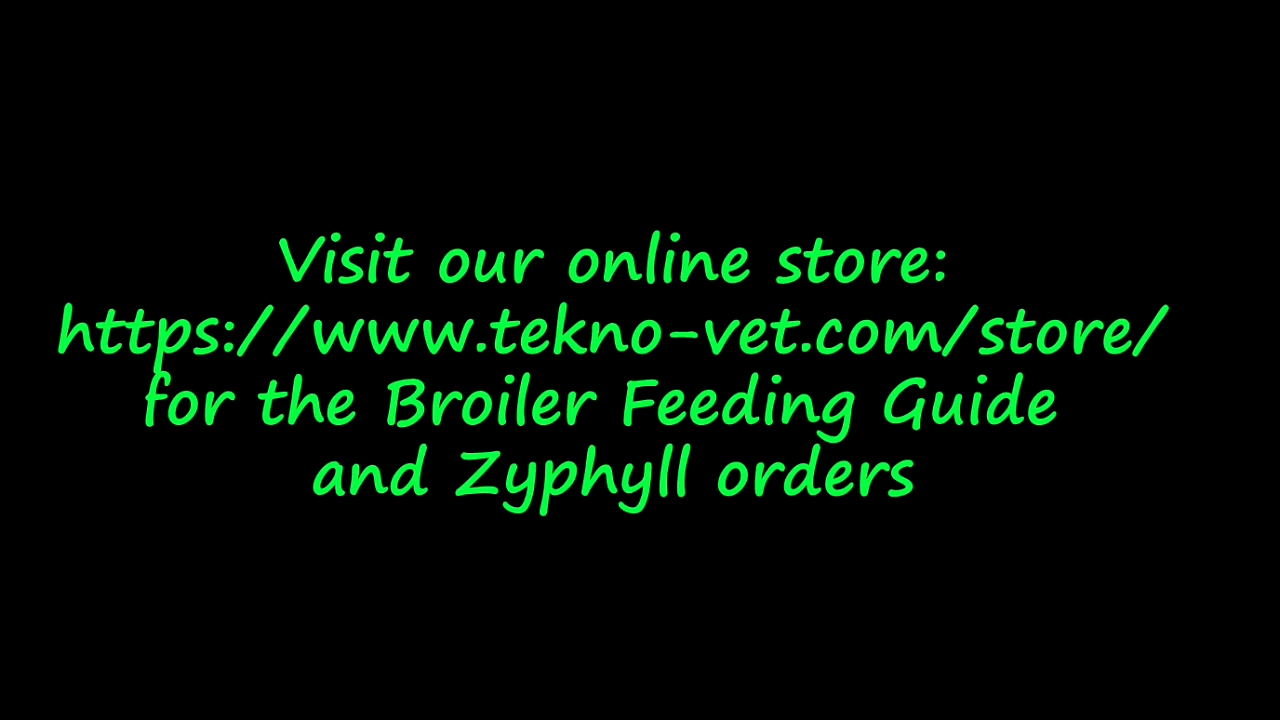 Visit our online store:
https://www.tekno-vet.com/store/
for the Broiler Feeding Guide
and Zyphyll orders